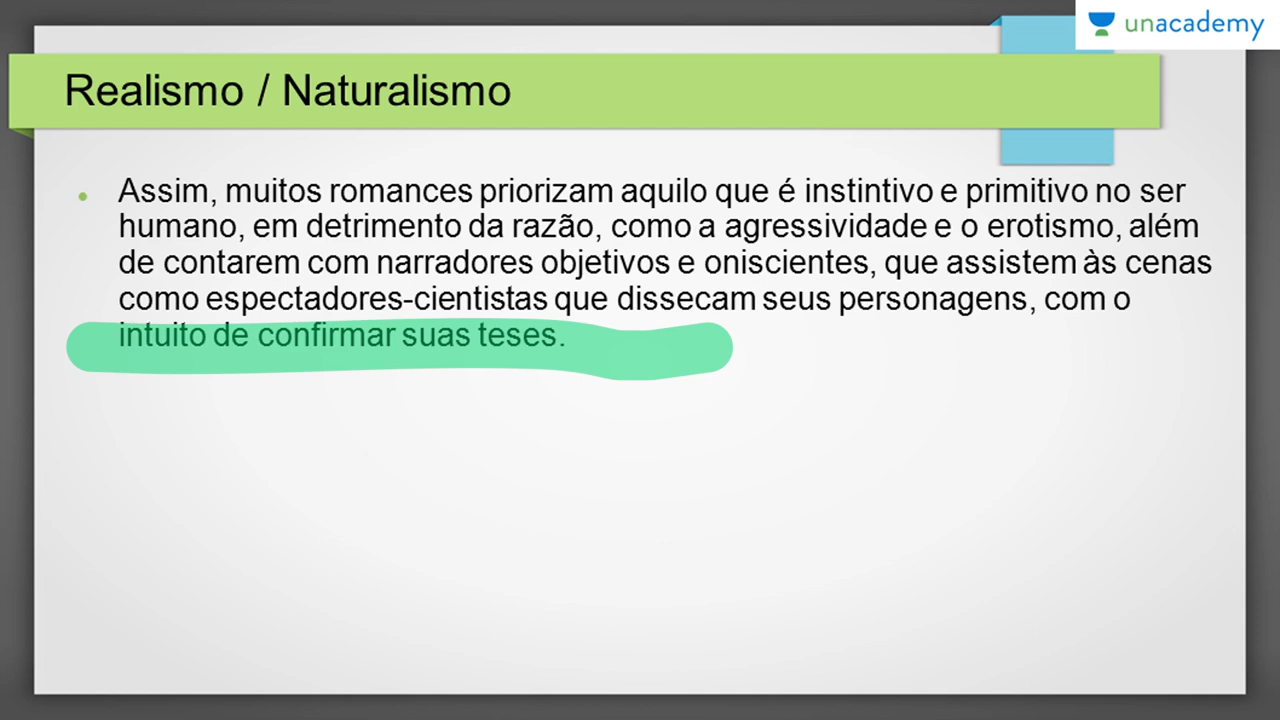 unacademy
Realismo / Naturalismo
• Assim, muitos romances priorizam aquilo que é instintivo e primitivo no ser
humano, em detrimento da razão, como a agressividade e o erotismo, além
de contarem com narradores objetivos e oniscientes, que assistem às cenas
como espectadores-cientistas que dissecam seus personagens, com o
intuito de confirmar suas teses.